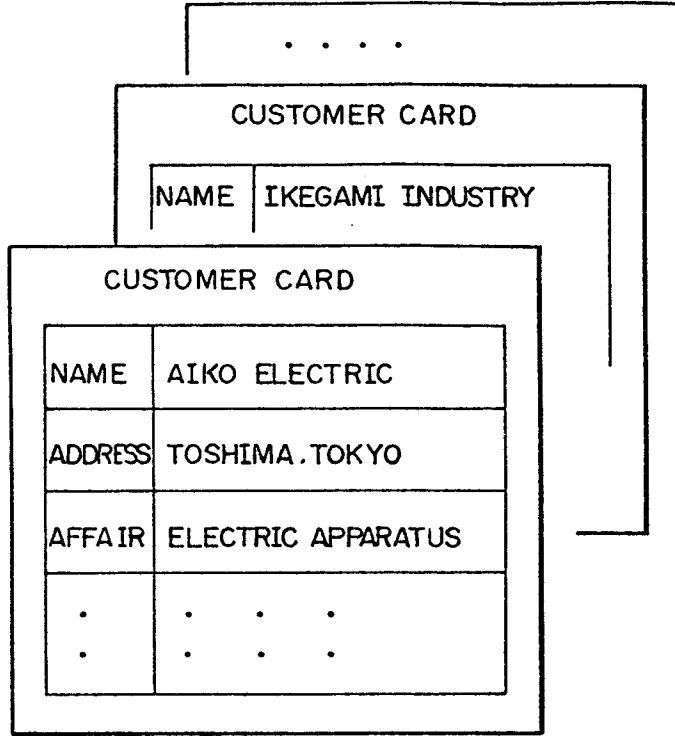 . . . .
CUSTOMER CARD
NAME IKEGAMI INDUSTRY
CUSTOMER CARD
NAME AIKO ELECTRIC
ADDRESS TOSHIMA.TOKYO
AFFAIR ELECTRIC APPARATUS
. . . .
. . . .